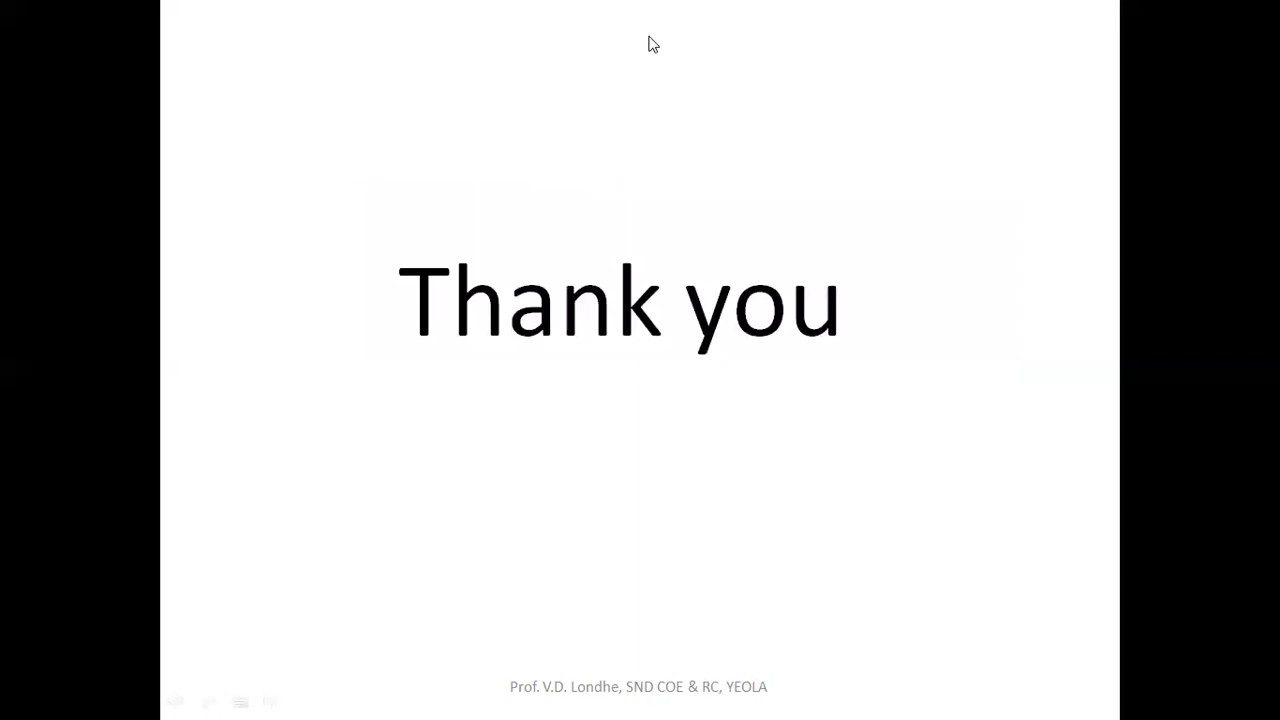 Thank you
Prof. V.D. Londhe, SND COE & RC, YEOLA